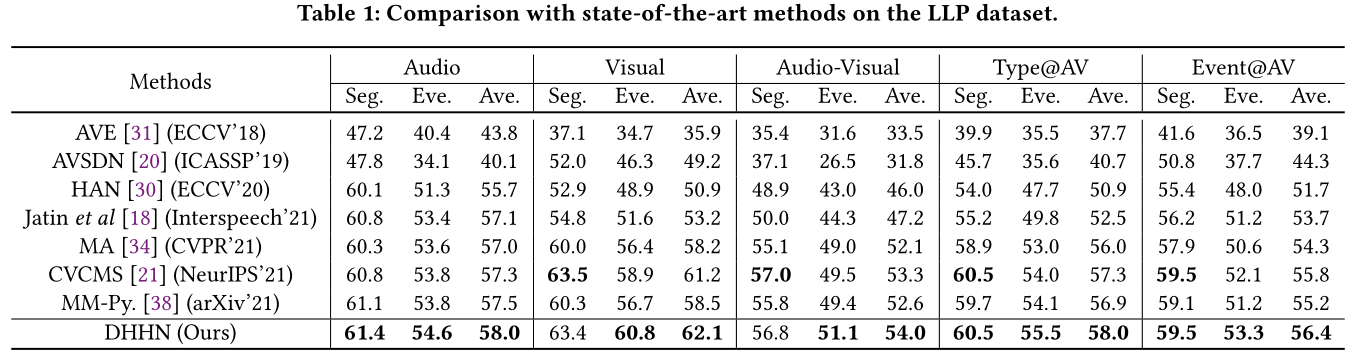 Table 1: Comparison with state-of-the-art methods on the LLP dataset.
Methods Audio Visual Audio-Visual Type@AV Event@AV
Seg. Eve. Ave. Seg. Eve. Ave. Seg. Eve. Ave. Seg. Eve. Ave. Seg. Eve. Ave.
AVE [31] (ECCV'18) 47.2 40.4 43.8 37.1 34.7 35.9 35.4 31.6 33.5 39.9 35.5 37.7 41.6 36.5 39.1
AVSDN [20] (ICASSP'19) 47.8 34.1 40.1 52.0 46.3 49.2 37.1 26.5 31.8 45.7 35.6 40.7 50.8 37.7 44.3
HAN [30] (ECCV'20) 60.1 51.3 55.7 52.9 48.9 50.9 48.9 43.0 46.0 54.0 47.7 50.9 55.4 48.0 51.7
Jatin et al [18] (Interspeech'21) 60.8 53.4 57.1 54.8 51.6 53.2 50.0 44.3 47.2 55.2 49.8 52.5 56.2 51.2 53.7
MA [34] (CVPR'21) 60.3 53.6 57.0 60.0 56.4 58.2 55.1 49.0 52.1 58.9 53.0 56.0 57.9 50.6 54.3
CVCMS [21] (NeurIPS'21) 60.8 53.8 57.3 63.5 58.9 61.2 57.0 49.5 53.3 60.5 54.0 57.3 59.5 52.1 55.8
MM-Py. [38] (arXiv'21) 61.1 53.8 57.5 60.3 56.7 58.5 55.8 49.4 52.6 59.7 54.1 56.9 59.1 51.2 55.2
DHHN (Ours) 61.4 54.6 58.0 63.4 60.8 62.1 56.8 51.1 54.0 60.5 55.5 58.0 59.5 53.3 56.4